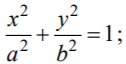 x²/a² + y²/b² = 1;